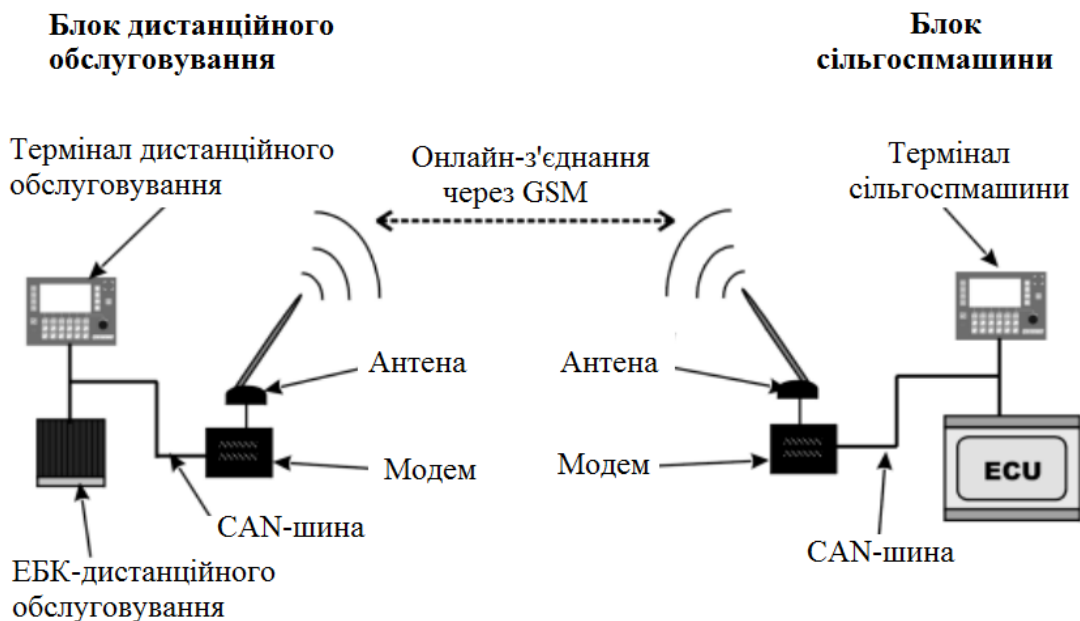 Блок дистанційного
обслуговування
Блок
сільгоспмашини
Термінал дистанційного
обслуговування
Онлайн-з'єднання
через GSM
Термінал
сільгоспмашини
Антена
Антена
Модем
Модем
ECU
CAN-шина
CAN-шина
ЕБК-дистанційного
обслуговування